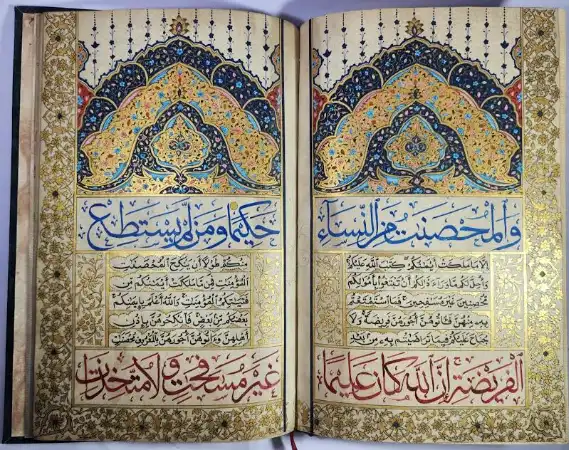 والمحصنت من النساء
الا ما ملكت أيمنكم كتب الله عليكم
وأحل لكم ما وراء ذلكم أن تبتغوا بأمولكم
محصنين غير مسفحين فما استمتعتم
به منهن فاتوهن أجورهن فريضة ولا
جناح عليكم فيما ترضيتم به من بعد
الفريضة إن الله كان عليما
حكيما ومن لم يستطع
منكم طولا أن ينكح المحصنت
المؤمنت فمن ما ملكت أيمنكم من
فتيتكم المؤمنت والله أعلم بإيمنكم
بعضكم من بعض فانكحوهن بإذن
أهلهن واتوهن أجورهن بالمعروف محصنت
غير مسفحت ولا متخذت